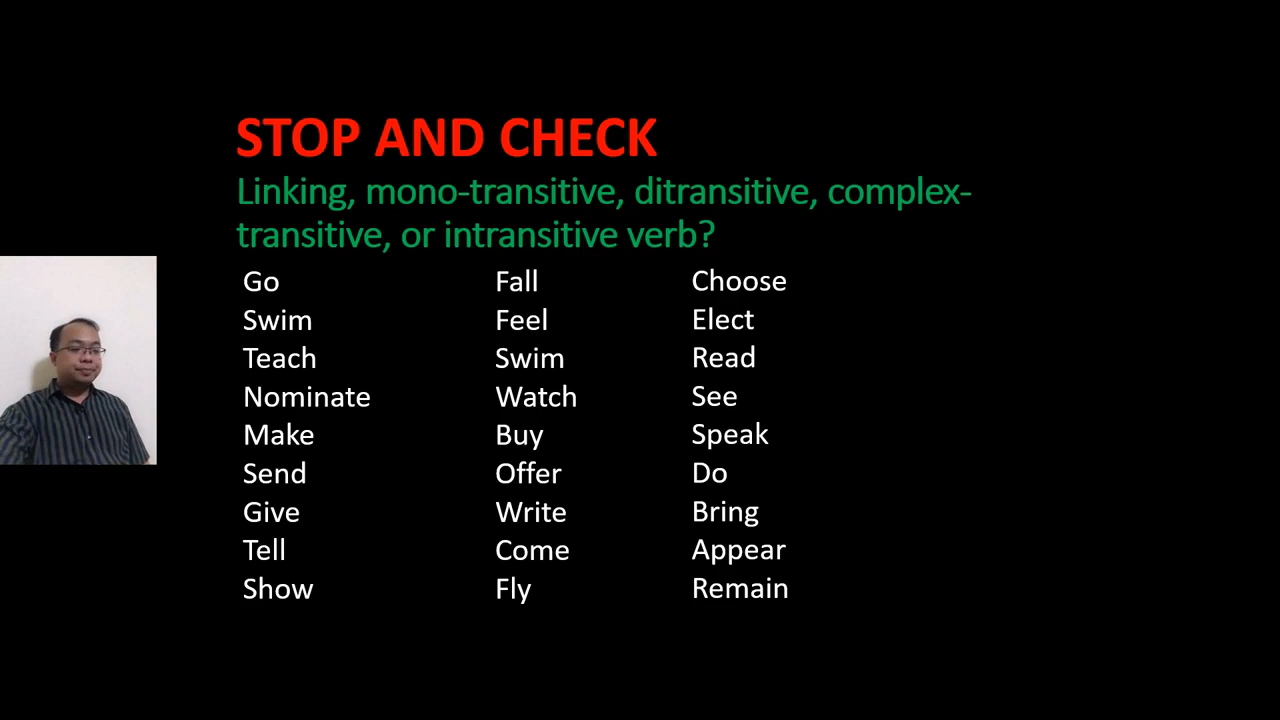 STOP AND CHECK
Linking, mono-transitive, ditransitive, complex-
transitive, or intransitive verb?
Go
Swim
Teach
Nominate
Make
Send
Give
Tell
Show
Fall
Feel
Swim
Watch
Buy
Offer
Write
Come
Fly
Choose
Elect
Read
See
Speak
Do
Bring
Appear
Remain